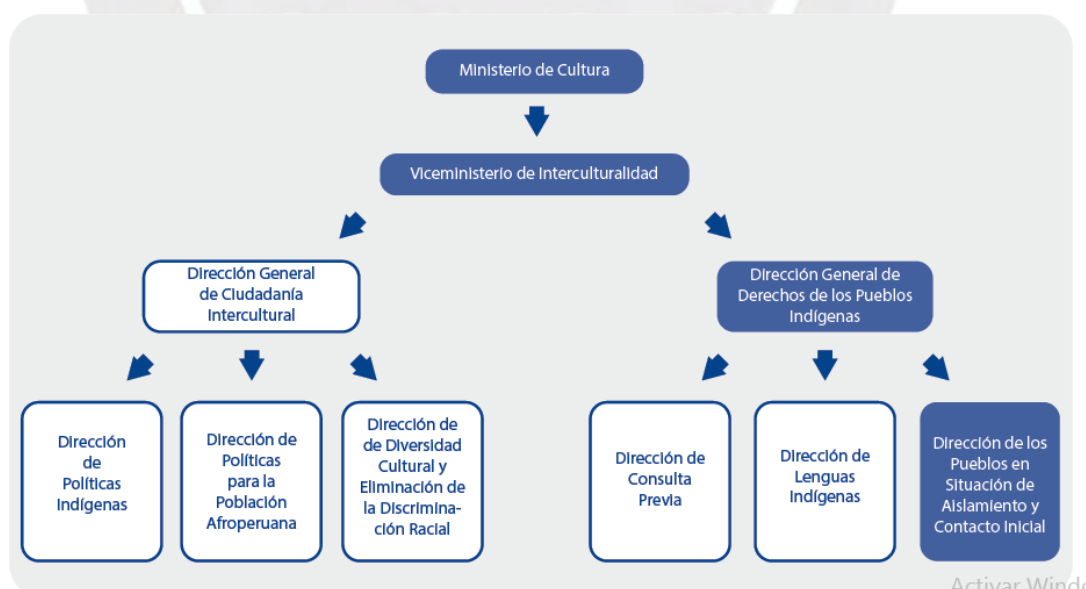 Ministerio de Cultura
Viceministerio de Interculturalidad
Dirección General
de Ciudadanía
Intercultural
Dirección General de
Derechos de los Pueblos
Indígenas
Dirección
de
Políticas
Indígenas
Dirección de
Políticas
para la
Población
Afroperuana
Dirección de
de Diversidad
Cultural y
Eliminación de
la Discrimina-
ción Racial
Dirección de
Consulta
Previa
Dirección de
Lenguas
Indígenas
Dirección de los
Pueblos en
Situación de
Aislamiento y
Contacto Inicial
Activar